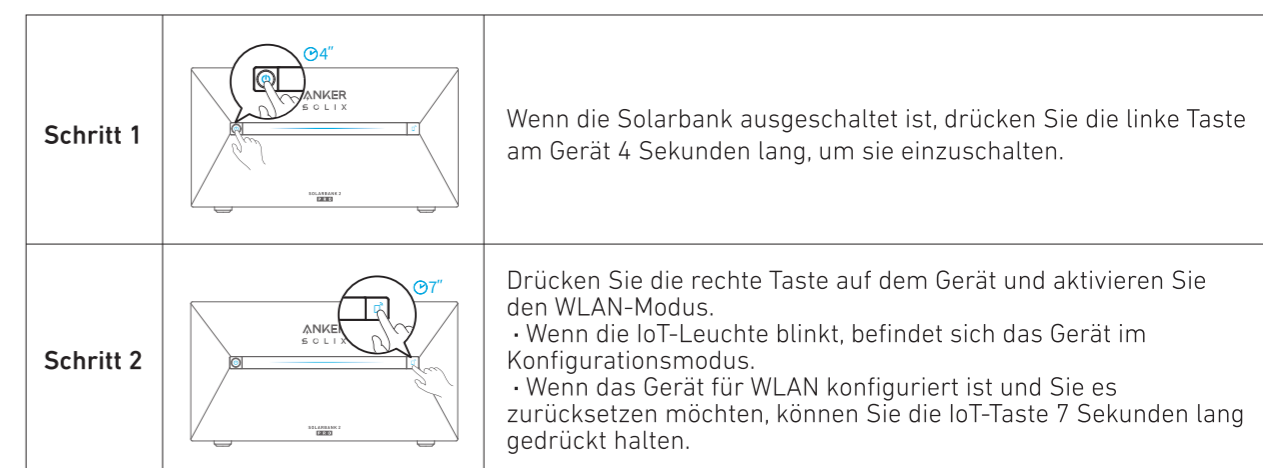 Schritt 1
4"
ANKER
SOLIX
SOLARBANK 2
PRO
Wenn die Solarbank ausgeschaltet ist, drücken Sie die linke Taste
am Gerät 4 Sekunden lang, um sie einzuschalten.
Schritt 2
7"
ANKE
SOLIX
SOLARBANK 2
PRO
Drücken Sie die rechte Taste auf dem Gerät und aktivieren Sie
den WLAN-Modus.
· Wenn die IoT-Leuchte blinkt, befindet sich das Gerät im
Konfigurationsmodus.
· Wenn das Gerät für WLAN konfiguriert ist und Sie es
zurücksetzen möchten, können Sie die IoT-Taste 7 Sekunden lang
gedrückt halten.